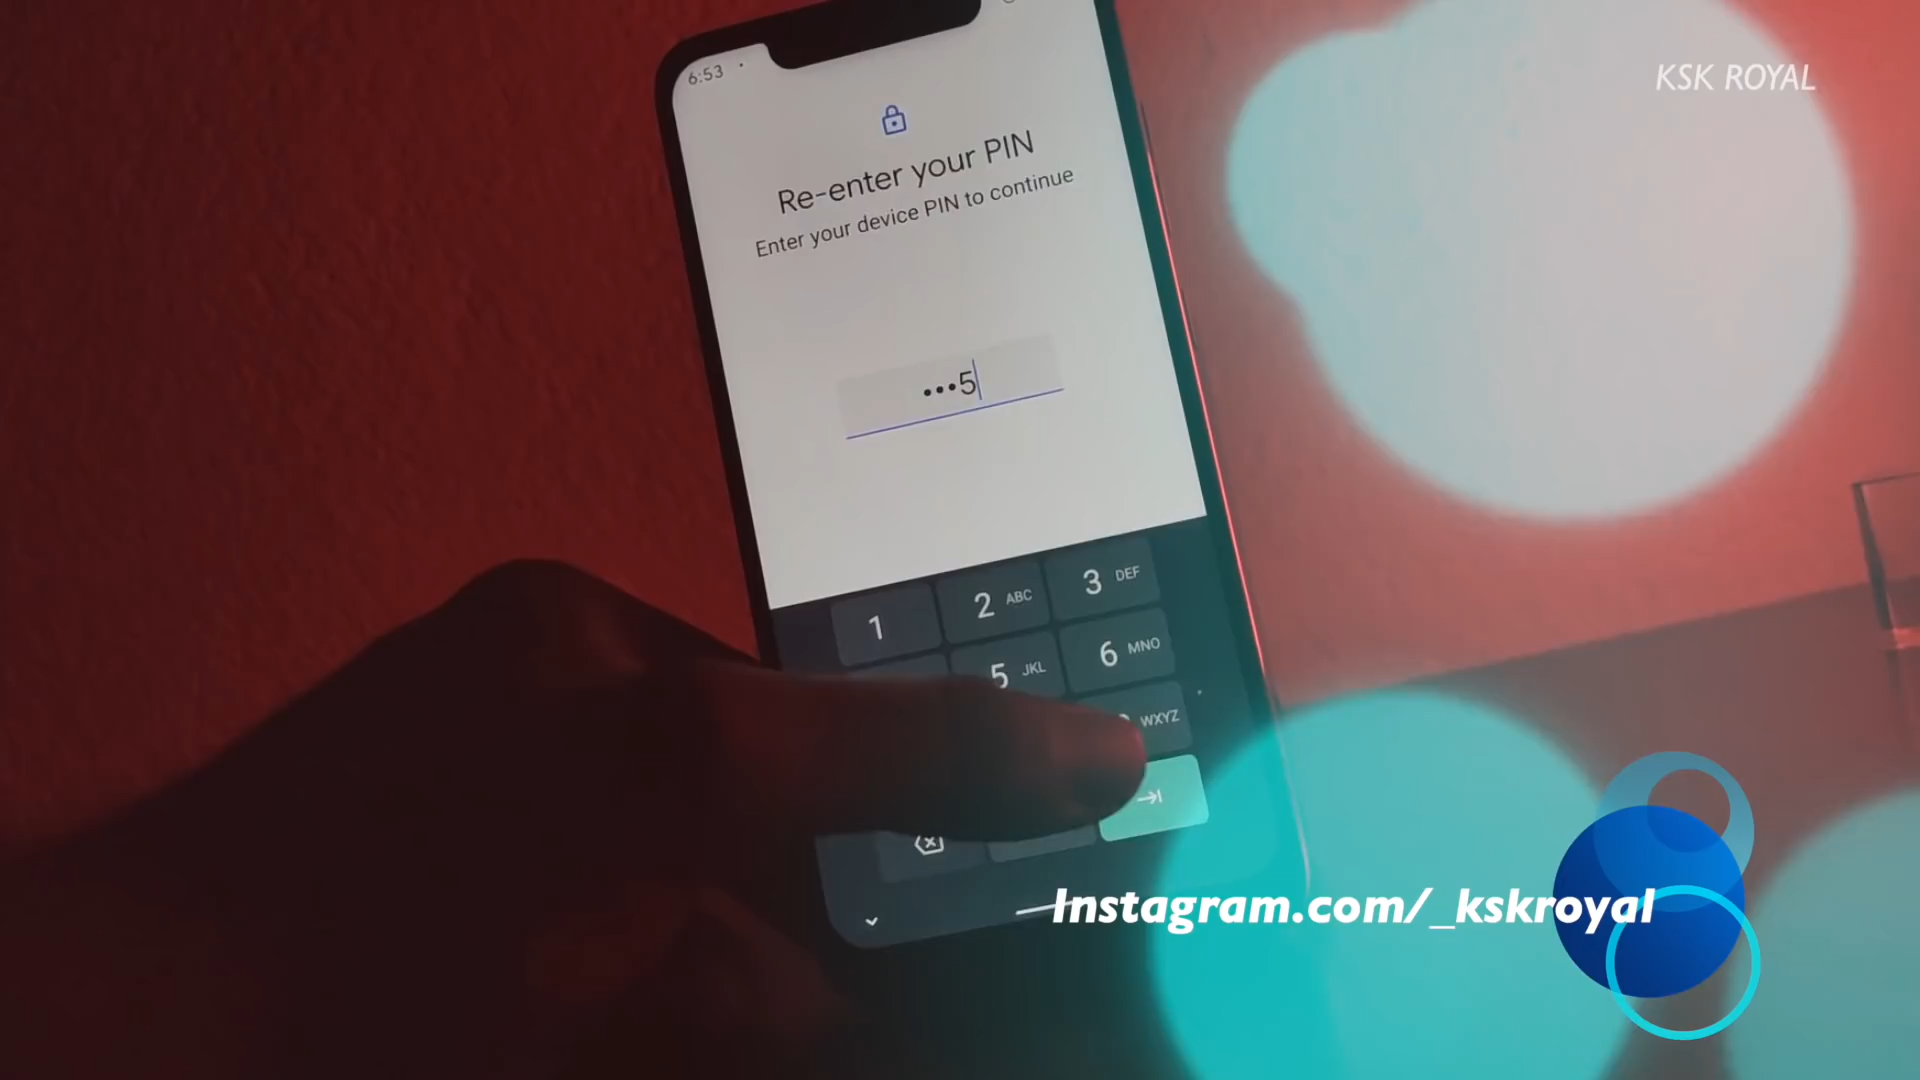 KSK ROYAL
6:53
Re-enter your PIN
Enter your device PIN to continue
•••5
1
2 ABC
3 DEF
5 JKL
6 MNO
WXYZ
Instagram.com/_kskroyal